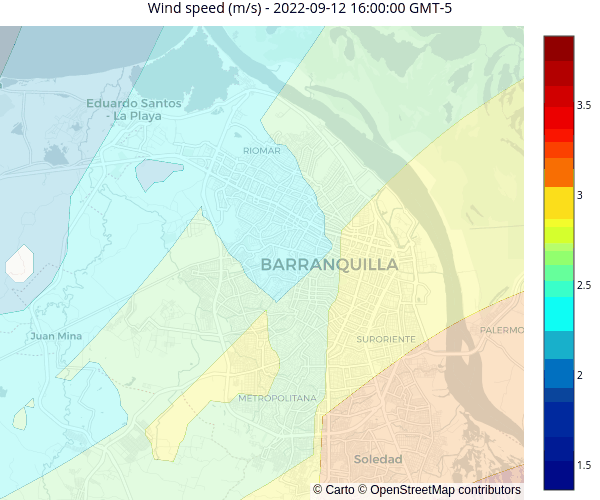 Wind speed (m/s) - 2022-09-12 16:00:00 GMT-5
Eduardo Santos
- La Playa
RIOMAR
BARRANQUILLA
Juan Mina
SURORIENTE
PALERMO
METROPOLITANA
Soledad
© Carto © OpenStreetMap contributors
3.5
3
2.5
2
1.5